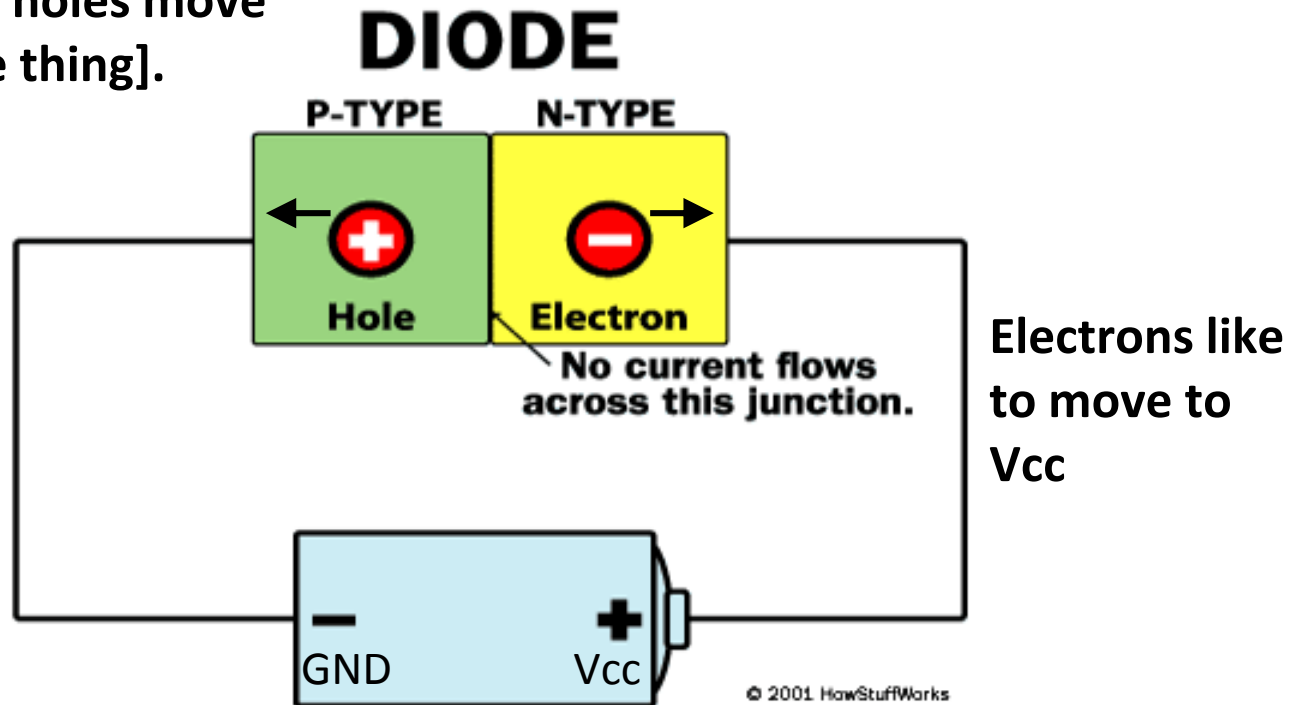 holes move
thing].
DIODE
P-TYPE N-TYPE
Hole Electron
No current flows
across this junction.
Electrons like
to move to
Vcc
− +
GND Vcc
© 2001 HowStuffWorks